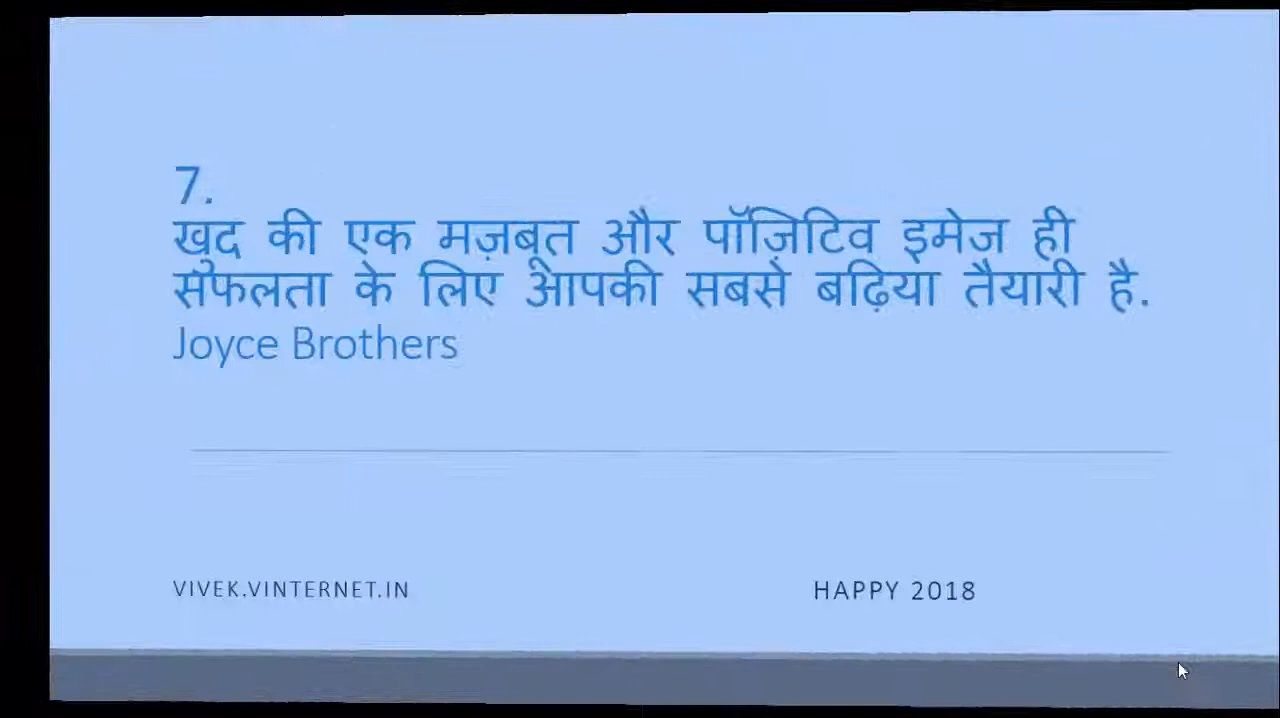 7.
खुद की एक मज़बूत और पॉज़िटिव इमेज ही
सफलता के लिए आपकी सबसे बढ़िया तैयारी है.
Joyce Brothers
VIVEK.VINTERNET.IN
HAPPY 2018